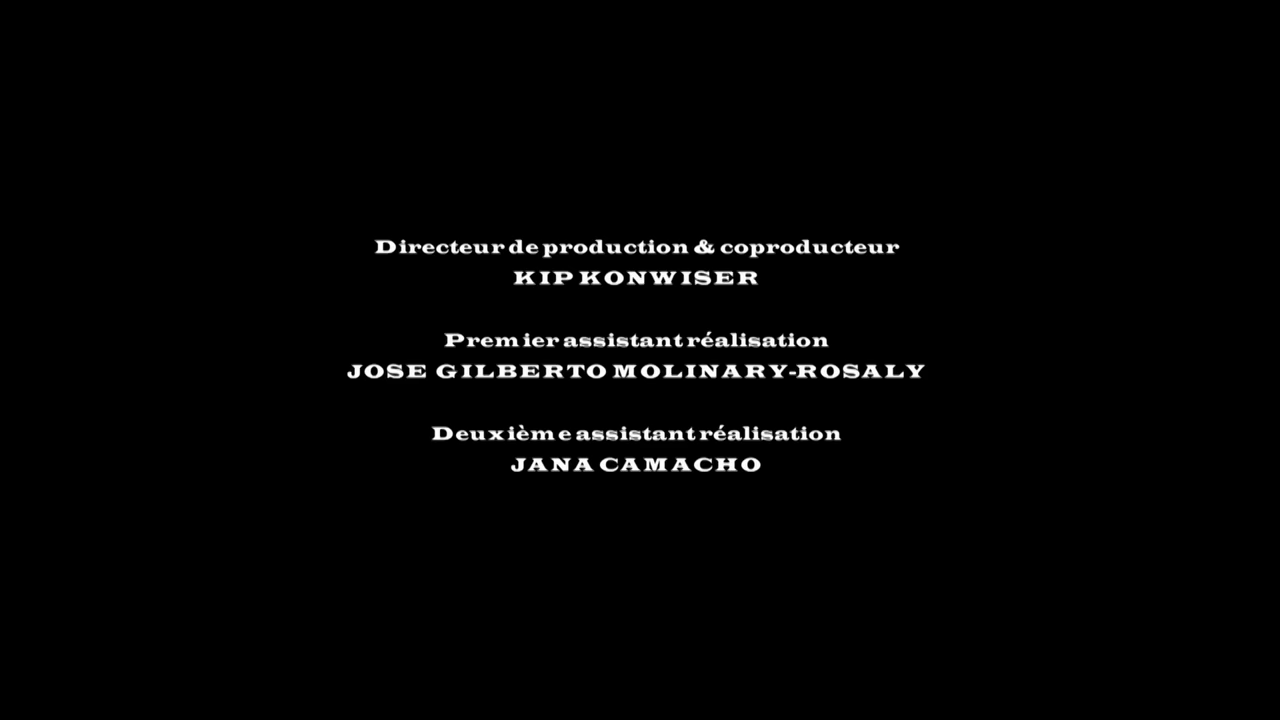 Directeur de production & coproducteur
KIP KONWISER
Premier assistant réalisation
JOSE GILBERTO MOLINARY-ROSALY
Deuxième assistant réalisation
JANA CAMACHO